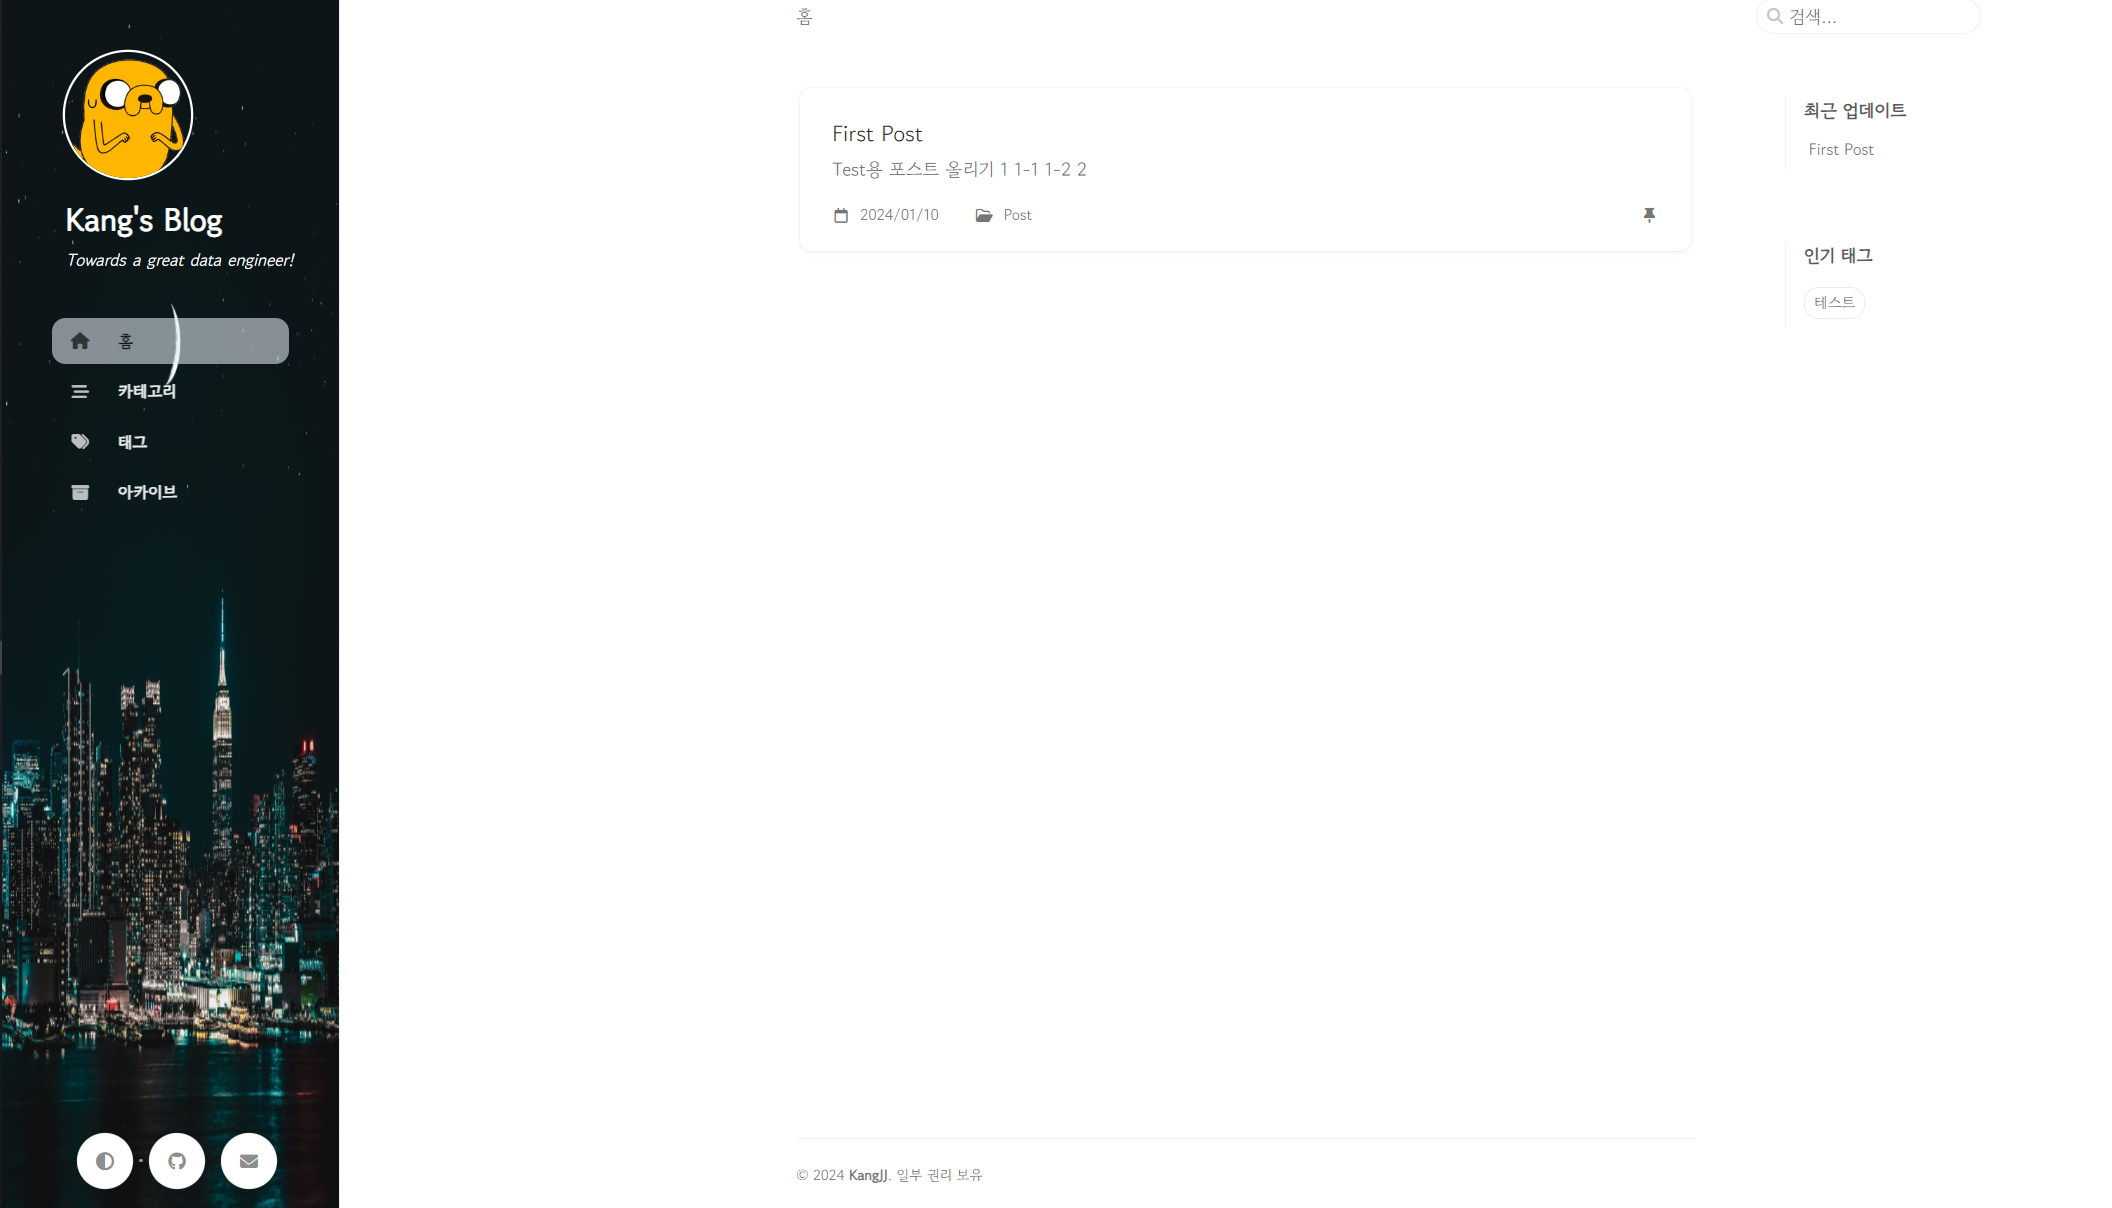 Kang's Blog
Towards a great data engineer!
홈
카테고리
태그
아카이브
홈
검색...
First Post
Test용 포스트 올리기 1 1-1 1-2 2
2024/01/10 Post
최근 업데이트
First Post
인기 태그
테스트
© 2024 KangJJ. 일부 권리 보유